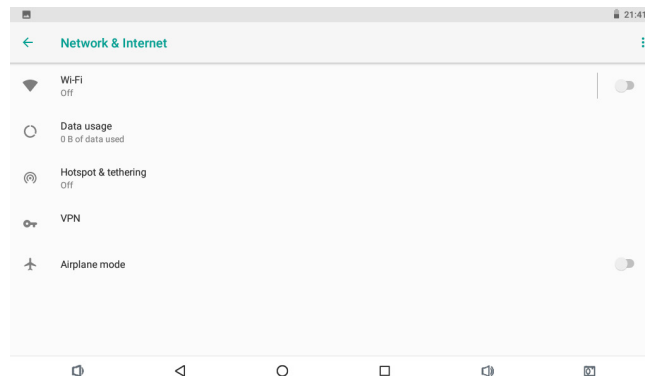 21:41
Network & Internet
Wi-Fi
Off
Data usage
0 B of data used
Hotspot & tethering
Off
VPN
Airplane mode